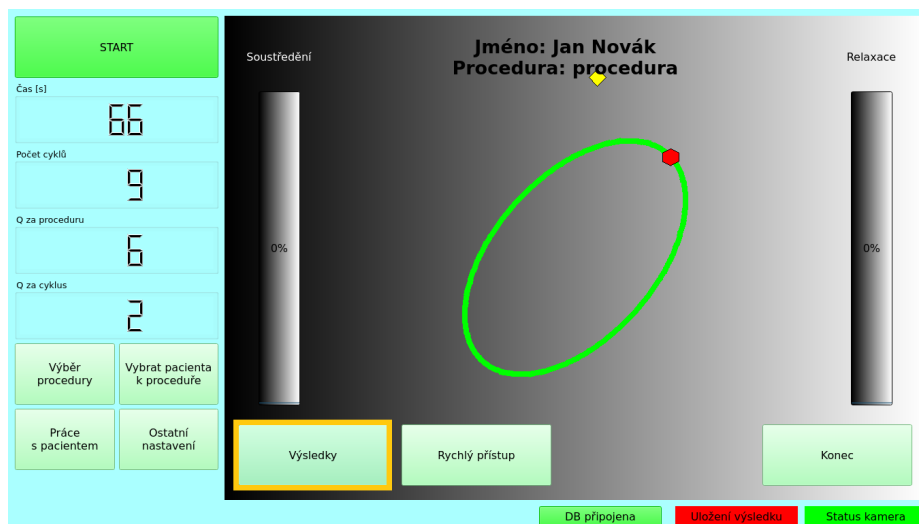 START
Čas [s]
66
Počet cyklů
9
Q za proceduru
6
Q za cyklus
2
Výběr
procedury
Vybrat pacienta
k proceduře
Práce
s pacientem
Ostatní
nastavení
Soustředění
Jméno: Jan Novák
Procedura: procedura
Relaxace
0%
0%
Výsledky
Rychlý přístup
Konec
DB připojena
Uložení výsledku
Status kamera